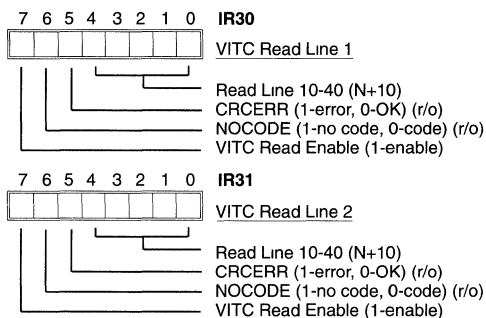 7 6 5 4 3 2 1 0 IR30
VITC Read Line 1
Read Line 10-40 (N+10)
CRCERR (1-error, 0-OK) (r/o)
NOCODE (1-no code, 0-code) (r/o)
VITC Read Enable (1-enable)
7 6 5 4 3 2 1 0 IR31
VITC Read Line 2
Read Line 10-40 (N+10)
CRCERR (1-error, 0-OK) (r/o)
NOCODE (1-no code, 0-code) (r/o)
VITC Read Enable (1-enable)